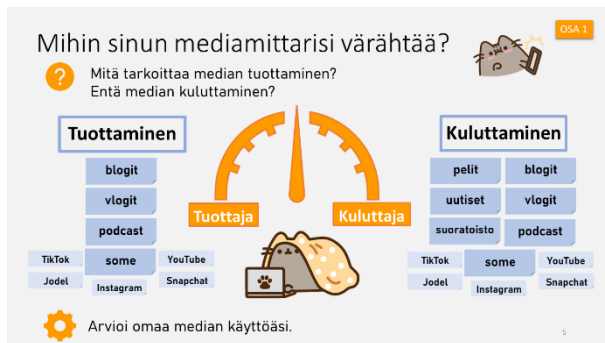 OSA 1
Mihin sinun mediamittarisi värähtää?
?
Mitä tarkoittaa median tuottaminen?
Entä median kuluttaminen?
Tuottaminen
blogit
vlogit
podcast
some
TikTok
YouTube
Jodel
Instagram
Snapchat
Tuottaja
Kuluttaja
Kuluttaminen
pelit
blogit
uutiset
vlogit
suoratoisto
podcast
some
TikTok
YouTube
Jodel
Instagram
Snapchat
Arvioi omaa median käyttöäsi.
5